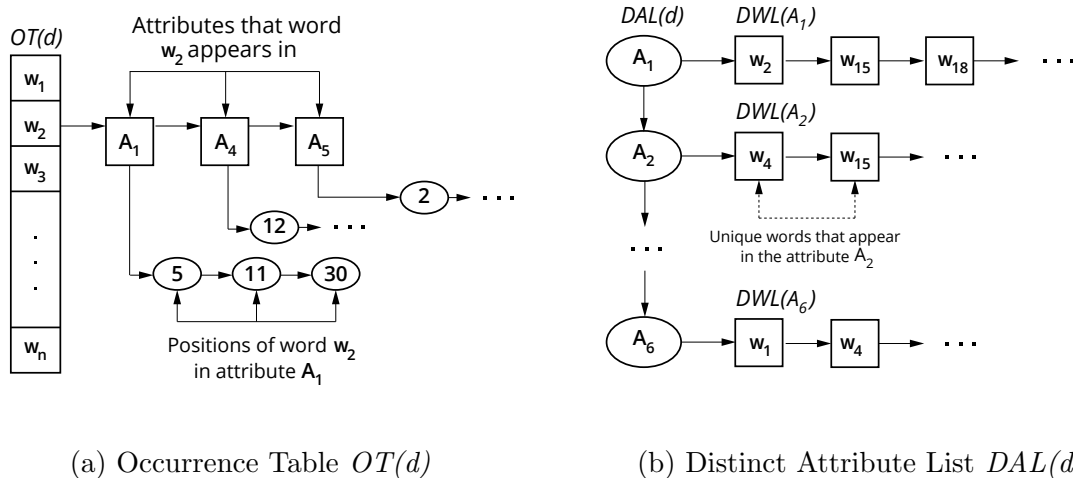 OT(d)
w1
w2
w3
.
.
.
wn
Attributes that word
w2 appears in
A1
A4
A5
2
...
12
...
5
11
30
Positions of word w2
in attribute A1
(a) Occurrence Table OT(d)
DAL(d)
DWL(A1)
A1
w2
w15
w18
...
DWL(A2)
A2
w4
w15
...
Unique words that appear
in the attribute A2
...
DWL(A6)
A6
w1
w4
...
(b) Distinct Attribute List DAL(d